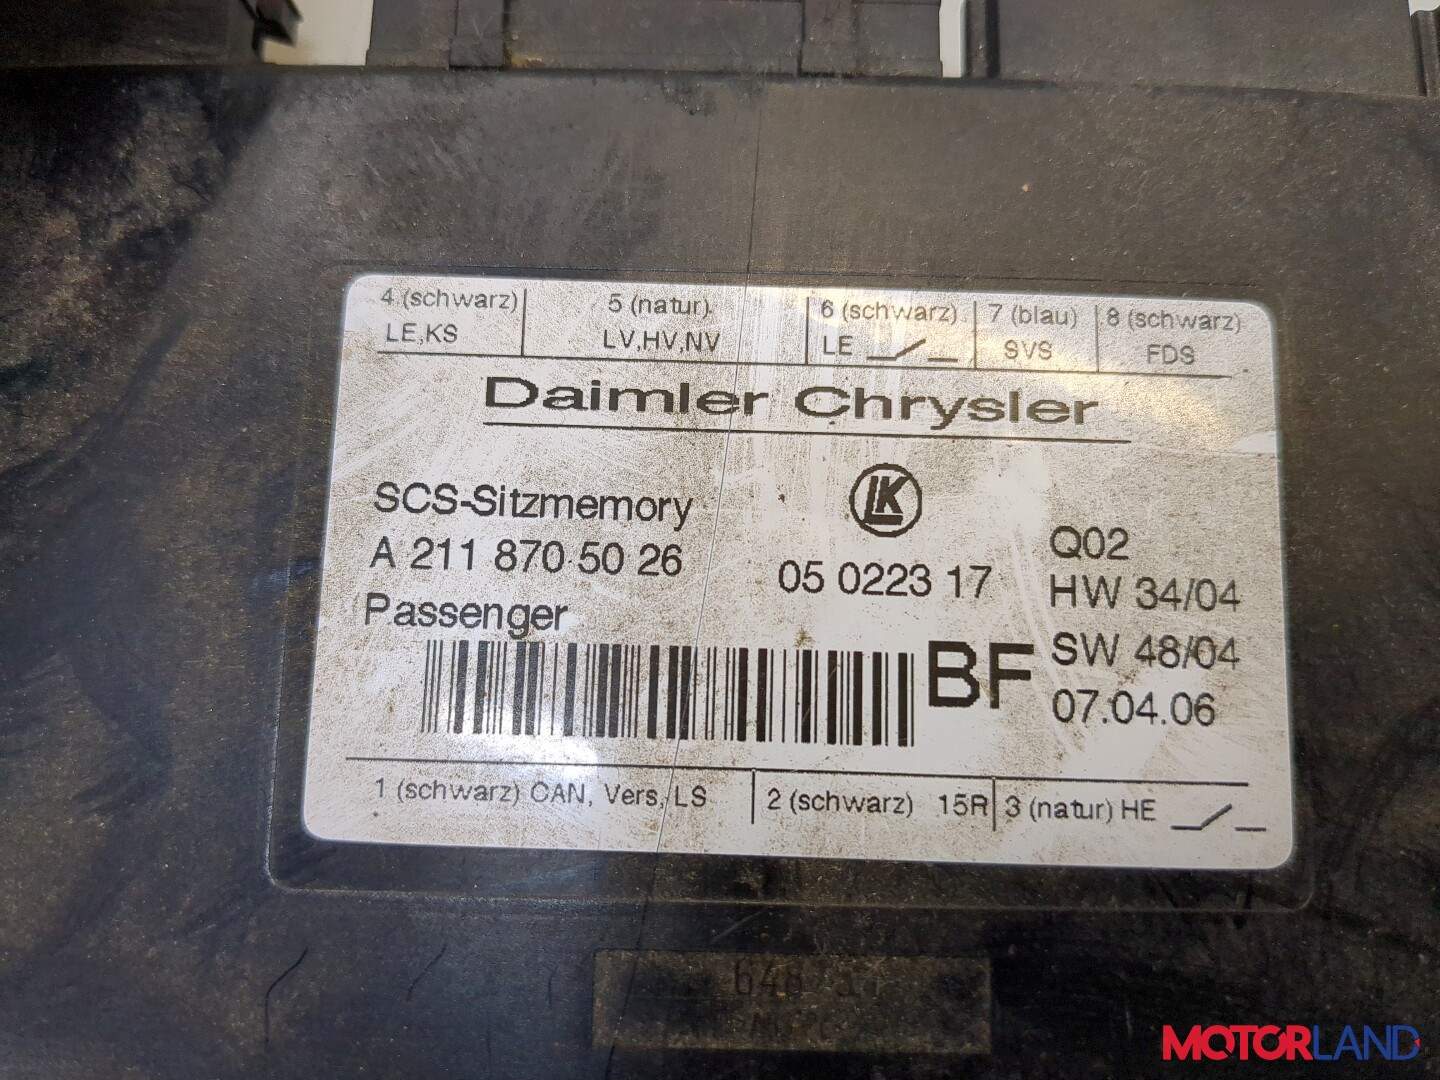 4 (schwarz) 5 (natur) 6 (schwarz) 7 (blau) 8 (schwarz)
LE,KS LV,HV,NV LE SVS FDS
Daimler Chrysler
SCS-Sitzmemory
LK
A 211 870 50 26
05 0223 17
Passenger
BF
Q02
HW 34/04
SW 48/04
07.04.06
1 (schwarz) CAN, Vers, LS 2 (schwarz) 15R 3 (natur) HE
MOTORLAND